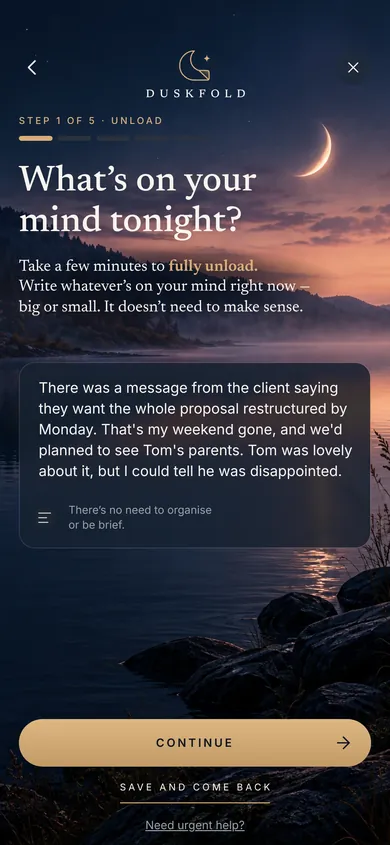 DUSKFOLD
STEP 1 OF 5 · UNLOAD
What’s on your
mind tonight?
Take a few minutes to fully unload.
Write whatever’s on your mind right now –
big or small. It doesn’t need to make sense.
There was a message from the client saying
they want the whole proposal restructured by
Monday. That's my weekend gone, and we'd
planned to see Tom's parents. Tom was lovely
about it, but I could tell he was disappointed.
There’s no need to organise
or be brief.
CONTINUE
SAVE AND COME BACK
Need urgent help?